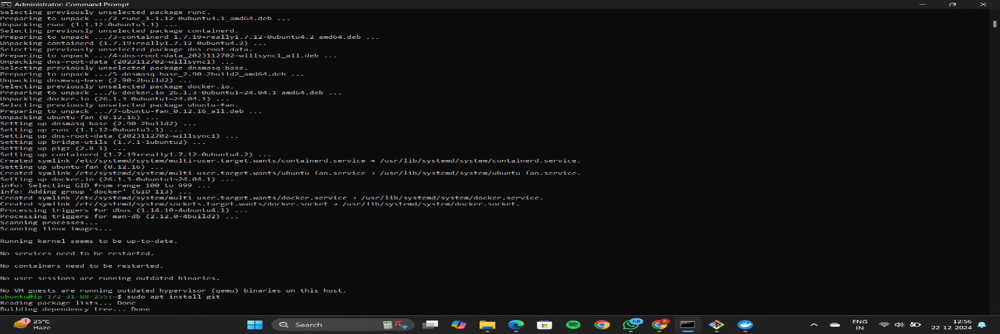 Administrator: Command Prompt
Selecting previously unselected package runc.
Preparing to unpack .../2-runc_1.1.12-0ubuntu3.1_amd64.deb ...
Unpacking runc (1.1.12-0ubuntu3.1) ...
Selecting previously unselected package containerd.
Preparing to unpack .../3-containerd_1.7.19+really1.7.12-0ubuntu4.2_amd64.deb ...
Unpacking containerd (1.7.19+really1.7.12-0ubuntu4.2) ...
Selecting previously unselected package dns-root-data.
Preparing to unpack .../4-dns-root-data_2023112702~willsync1_all.deb ...
Unpacking dns-root-data (2023112702~willsync1) ...
Selecting previously unselected package dnsmasq-base.
Preparing to unpack .../5-dnsmasq-base_2.90-2build2_amd64.deb ...
Unpacking dnsmasq-base (2.90-2build2) ...
Selecting previously unselected package docker.io.
Preparing to unpack .../6-docker.io_26.1.3-0ubuntu1~24.04.1_amd64.deb ...
Unpacking docker.io (26.1.3-0ubuntu1~24.04.1) ...
Selecting previously unselected package ubuntu-fan.
Preparing to unpack .../7-ubuntu-fan_0.12.16_all.deb ...
Unpacking ubuntu-fan (0.12.16) ...
Setting up dnsmasq-base (2.90-2build2) ...
Setting up runc (1.1.12-0ubuntu3.1) ...
Setting up dns-root-data (2023112702~willsync1) ...
Setting up bridge-utils (1.7.1-1ubuntu2) ...
Setting up pigz (2.8-1) ...
Setting up containerd (1.7.19+really1.7.12-0ubuntu4.2) ...
Created symlink /etc/systemd/system/multi-user.target.wants/containerd.service → /usr/lib/systemd/system/containerd.service.
Setting up ubuntu-fan (0.12.16) ...
Created symlink /etc/systemd/system/multi-user.target.wants/ubuntu-fan.service → /usr/lib/systemd/system/ubuntu-fan.service.
Setting up docker.io (26.1.3-0ubuntu1~24.04.1) ...
info: Selecting GID from range 100 to 999 ...
info: Adding group `docker' (GID 113) ...
Created symlink /etc/systemd/system/multi-user.target.wants/docker.service → /usr/lib/systemd/system/docker.service.
Created symlink /etc/systemd/system/sockets.target.wants/docker.socket → /usr/lib/systemd/system/docker.socket.
Processing triggers for dbus (1.14.10-4ubuntu4.1) ...
Processing triggers for man-db (2.12.0-4build2) ...
Scanning processes...
Scanning linux images...
Running kernel seems to be up-to-date.
No services need to be restarted.
No containers need to be restarted.
No user sessions are running outdated binaries.
No VM guests are running outdated hypervisor (qemu) binaries on this host.
ubuntu@ip-172-31-88-255:~$ sudo apt install git
Reading package lists... Done
Building dependency tree... Done
1
25°C
Haze
Search
68
P
ENG
IN
12:56
22-12-2024